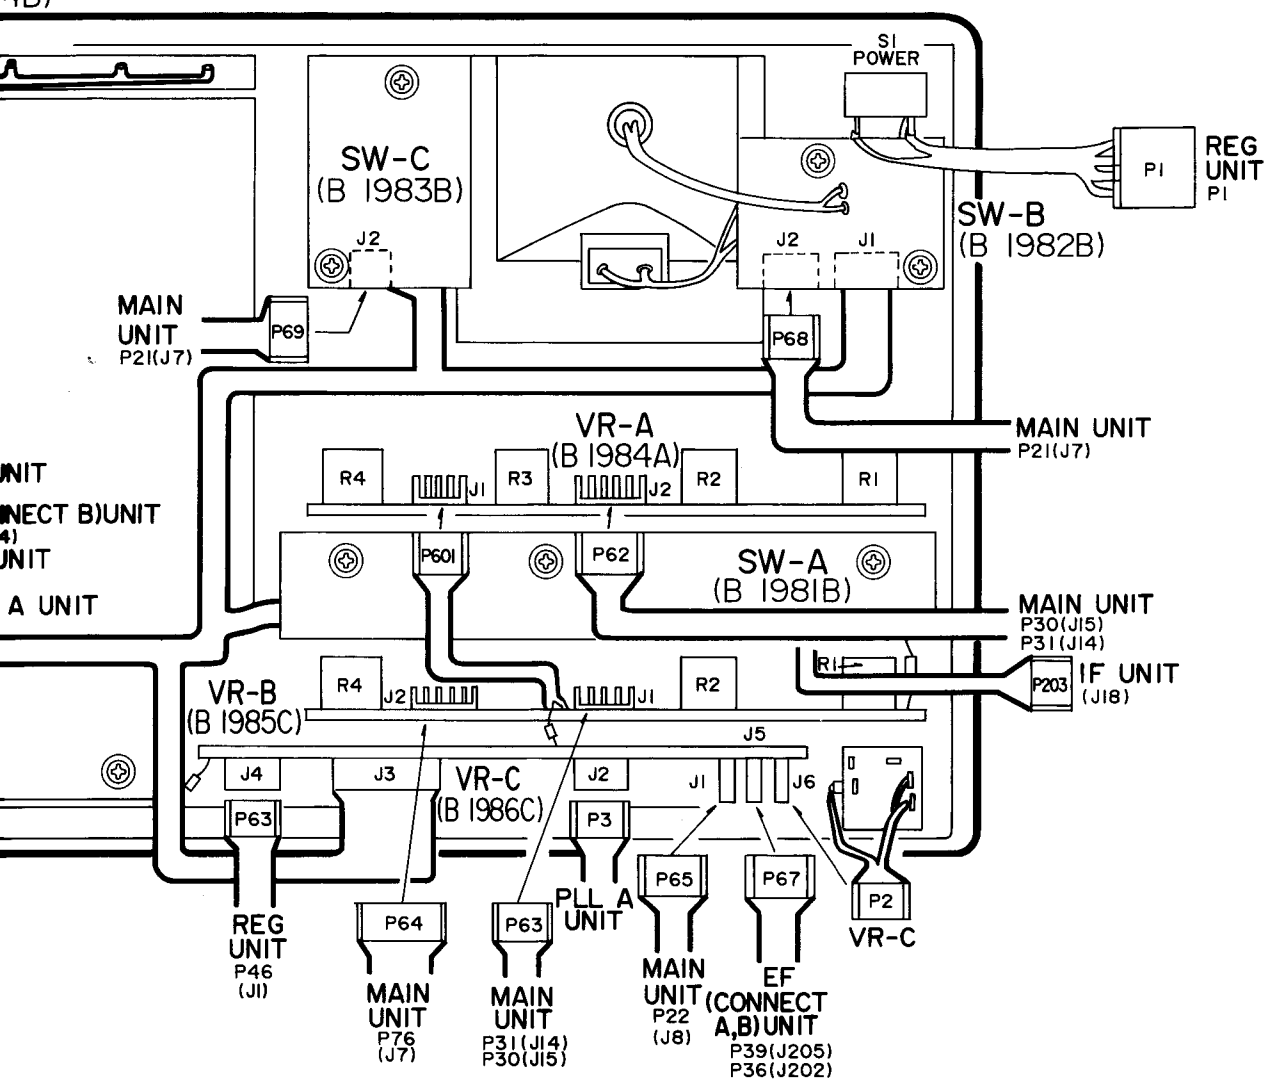 S1
POWER
SW-C
(B 1983B)
J2
P1
REG
UNIT
P1
SW-B
(B 1982B)
J2
J1
MAIN
UNIT
P21(J7)
P69
P68
MAIN UNIT
P21(J7)
VR-A
(B 1984A)
R4
J1
R3
J2
R2
R1
UNIT
B)UNIT
UNIT
A UNIT
P601
P62
SW-A
(B 1981B)
MAIN UNIT
P30(J15)
P31(J14)
R1
P203
IF UNIT
(J18)
VR-B
(B 1985C)
R4
J2
J1
R2
J5
J4
J3
VR-C
(B 1986C)
J2
J1
J6
P63
P3
P65
P67
P2
VR-C
PLL A
UNIT
P64
P63
REG
UNIT
P46
(J1)
MAIN
UNIT
P76
(J7)
MAIN
UNIT
P31(J14)
P30(J15)
MAIN
UNIT
P22
(J8)
EF
(CONNECT
A,B)UNIT
P39(J205)
P36(J202)